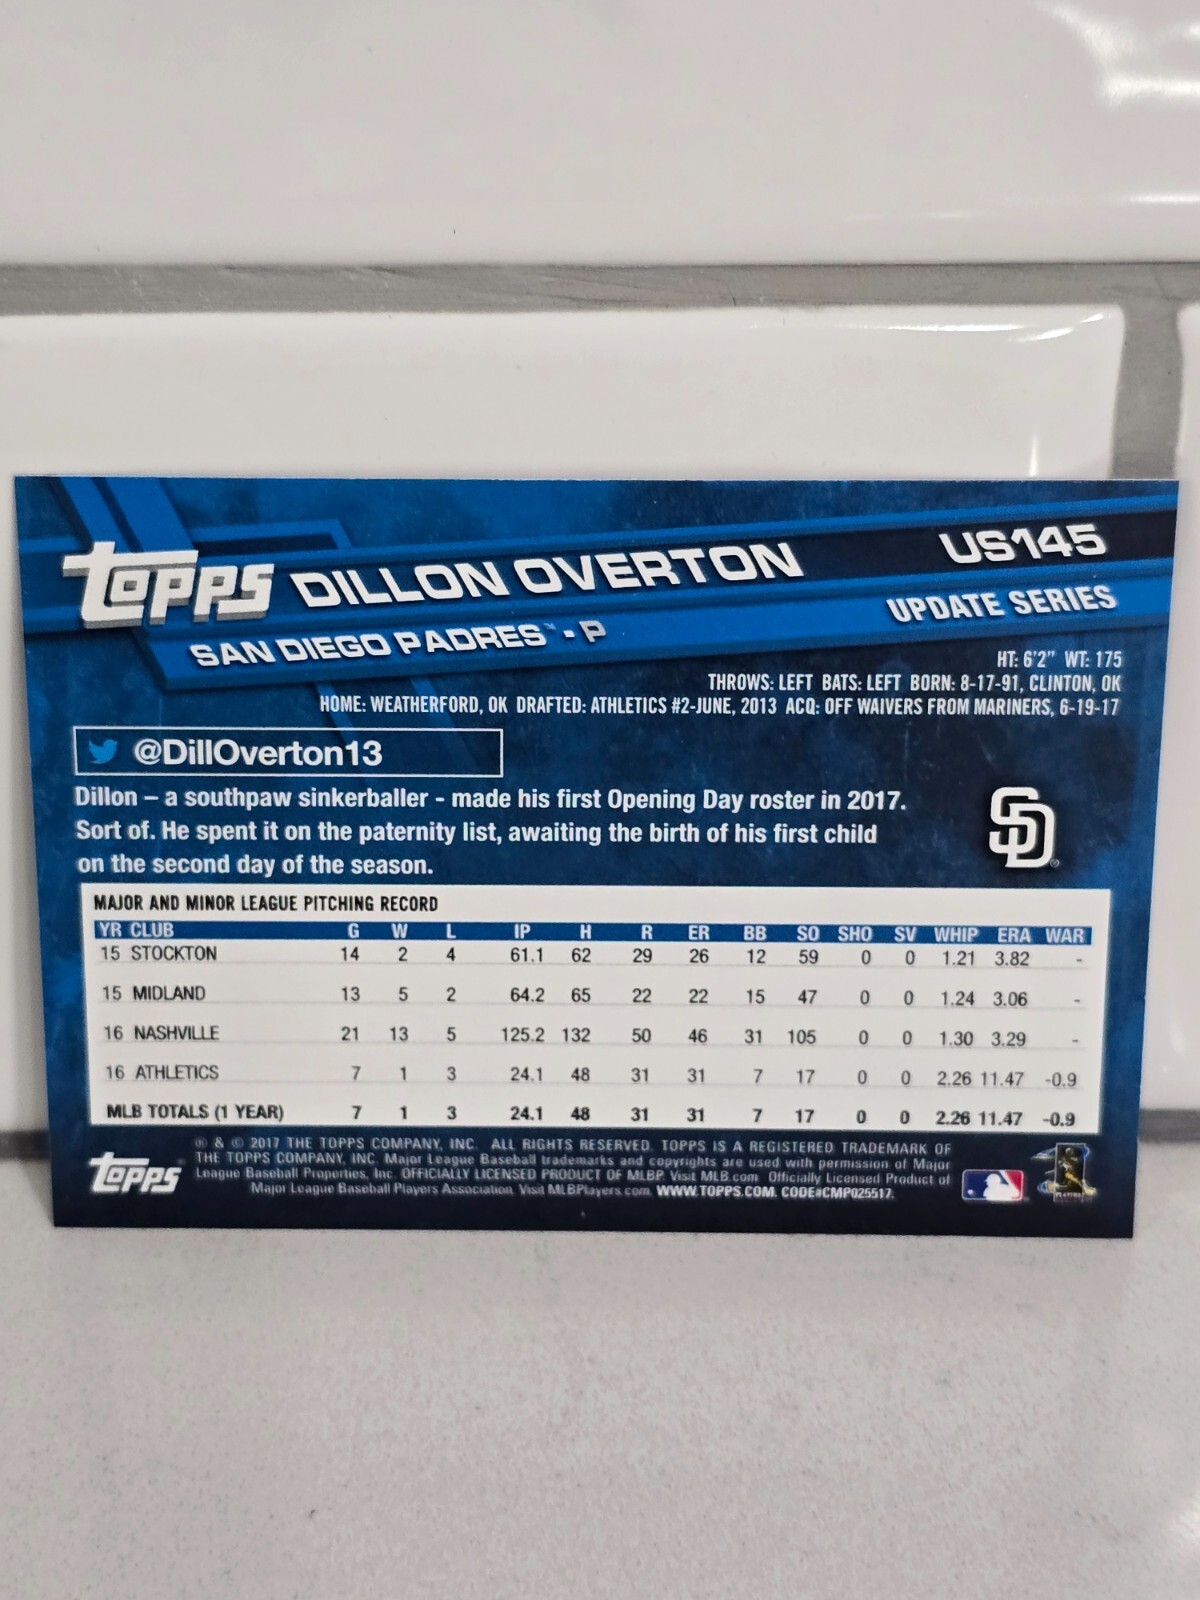 topps DILLON OVERTON US145
SAN DIEGO PADRES™ - P UPDATE SERIES
HT: 6'2" WT: 175
THROWS: LEFT BATS: LEFT BORN: 8-17-91, CLINTON, OK
HOME: WEATHERFORD, OK DRAFTED: ATHLETICS #2-JUNE, 2013 ACQ: OFF WAIVERS FROM MARINERS, 6-19-17
@DillOverton13
Dillon – a southpaw sinkerballer - made his first Opening Day roster in 2017.
Sort of. He spent it on the paternity list, awaiting the birth of his first child
on the second day of the season.
SD
MAJOR AND MINOR LEAGUE PITCHING RECORD
YR CLUB G W L IP H R ER BB SO SHO SV WHIP ERA WAR
15 STOCKTON 14 2 4 61.1 62 29 26 12 59 0 0 1.21 3.82 -
15 MIDLAND 13 5 2 64.2 65 22 22 15 47 0 0 1.24 3.06 -
16 NASHVILLE 21 13 5 125.2 132 50 46 31 105 0 0 1.30 3.29 -
16 ATHLETICS 7 1 3 24.1 48 31 31 7 17 0 0 2.26 11.47 -0.9
MLB TOTALS (1 YEAR) 7 1 3 24.1 48 31 31 7 17 0 0 2.26 11.47 -0.9
topps
® & © 2017 THE TOPPS COMPANY, INC. ALL RIGHTS RESERVED. TOPPS IS A REGISTERED TRADEMARK OF
THE TOPPS COMPANY, INC. Major League Baseball trademarks and copyrights are used with permission of Major
League Baseball Properties, Inc. OFFICIALLY LICENSED PRODUCT OF MLBP. Visit MLB.com Officially Licensed Product of
Major League Baseball Players Association. Visit MLBPlayers.com. WWW.TOPPS.COM. CODE#CMP025517.